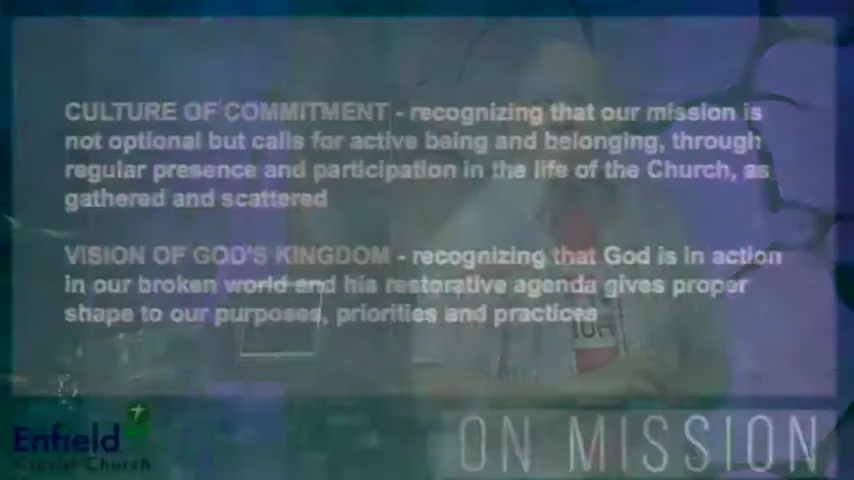 CULTURE OF COMMITMENT - recognizing that our mission is
not optional but calls for active being and belonging, through
regular presence and participation in the life of the Church, as
gathered and scattered
VISION OF GOD'S KINGDOM - recognizing that God is in action
in our broken world and his restorative agenda gives proper
shape to our purposes, priorities and practices
Enfield
Baptist Church
ON MISSION